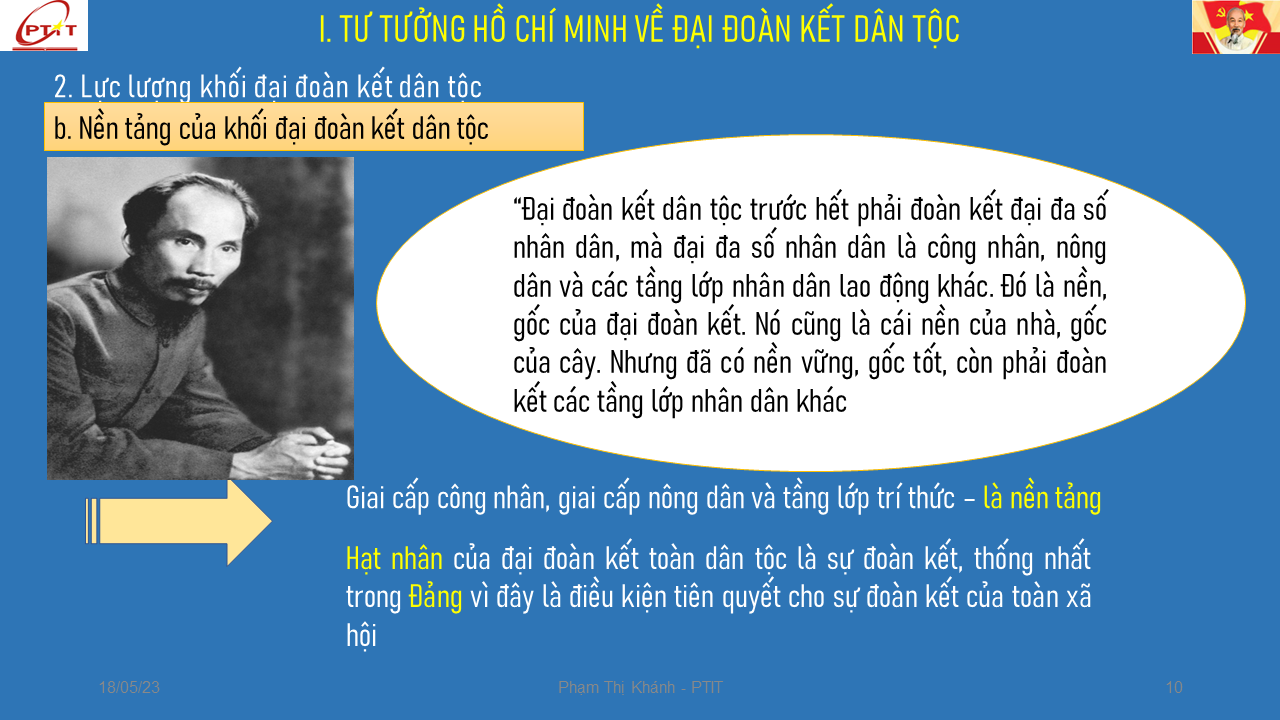 PTIT
I. TƯ TƯỞNG HỒ CHÍ MINH VỀ ĐẠI ĐOÀN KẾT DÂN TỘC
2. Lực lượng khối đại đoàn kết dân tộc
b. Nền tảng của khối đại đoàn kết dân tộc
“Đại đoàn kết dân tộc trước hết phải đoàn kết đại đa số
nhân dân, mà đại đa số nhân dân là công nhân, nông
dân và các tầng lớp nhân dân lao động khác. Đó là nền,
gốc của đại đoàn kết. Nó cũng là cái nền của nhà, gốc
của cây. Nhưng đã có nền vững, gốc tốt, còn phải đoàn
kết các tầng lớp nhân dân khác
Giai cấp công nhân, giai cấp nông dân và tầng lớp trí thức – là nền tảng
Hạt nhân của đại đoàn kết toàn dân tộc là sự đoàn kết, thống nhất
trong Đảng vì đây là điều kiện tiên quyết cho sự đoàn kết của toàn xã
hội
18/05/23
Phạm Thị Khánh - PTIT
10